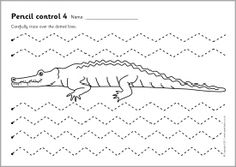 Pencil control 4 Name
Carefully trace over the dotted lines.